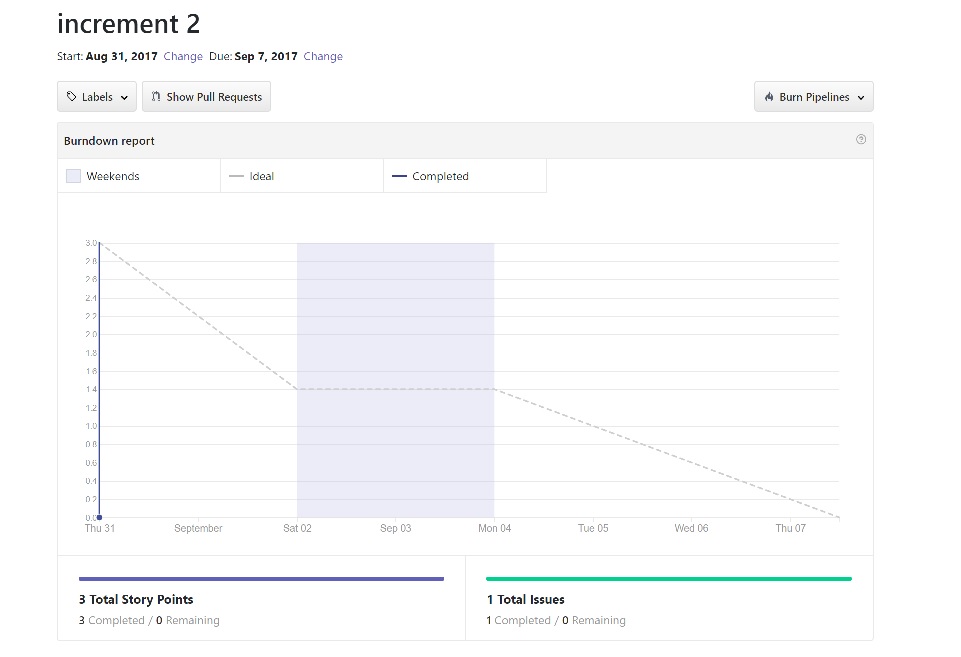 increment 2
Start: Aug 31, 2017 Change Due: Sep 7, 2017 Change
Labels Show Pull Requests Burn Pipelines
Burndown report
Weekends Ideal Completed
3.0
2.8
2.6
2.4
2.2
2.0
1.8
1.6
1.4
1.2
1.0
0.8
0.6
0.4
0.2
0.0
Thu 31 September Sat 02 Sep 03 Mon 04 Tue 05 Wed 06 Thu 07
3 Total Story Points 1 Total Issues
3 Completed / 0 Remaining 1 Completed / 0 Remaining